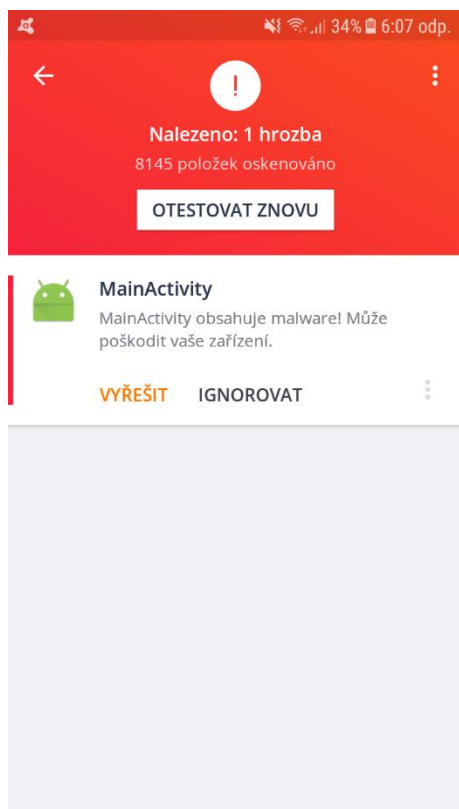 34% 6:07 odp.
Nalezeno: 1 hrozba
8145 položek oskenováno
OTESTOVAT ZNOVU
MainActivity
MainActivity obsahuje malware! Může
poškodit vaše zařízení.
VYŘEŠIT IGNOROVAT